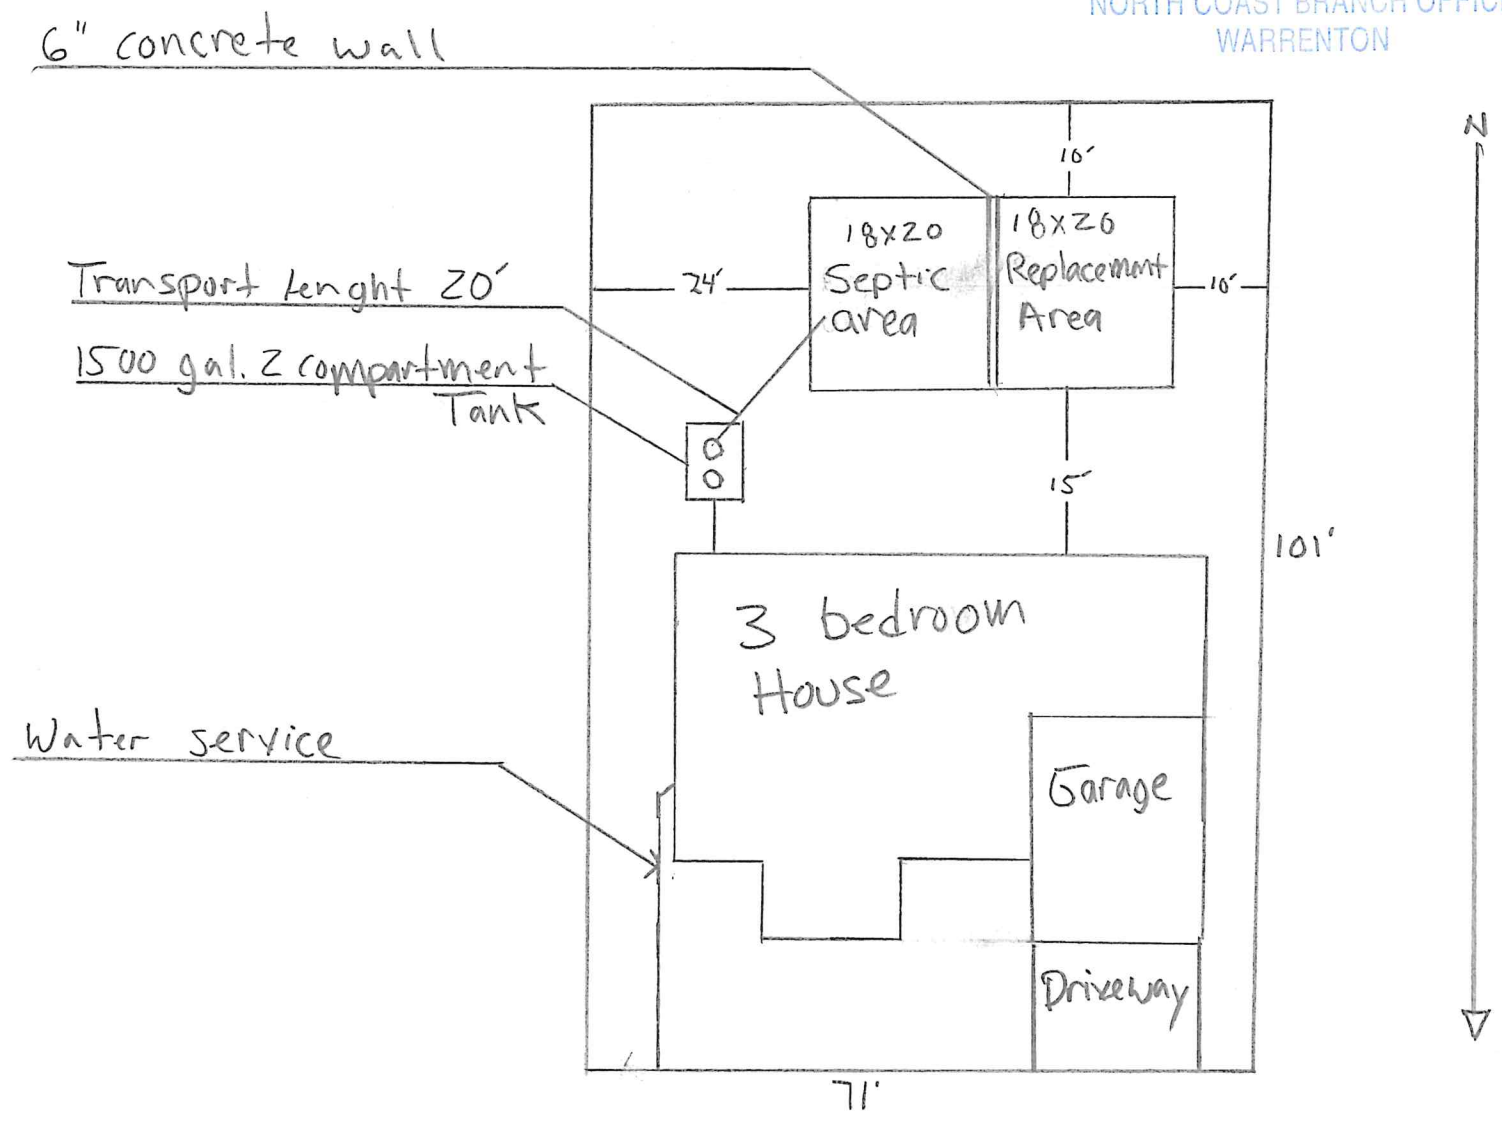 NORTH COAST BRANCH OFFICE
WARRENTON
6" concrete wall
N
10'
18x20
Septic
area
18x20
Replacement
Area
24'
10'
Transport Lenght 20'
1500 gal. 2 compartment
Tank
15'
101'
3 bedroom
House
Water service
Garage
Driveway
71'